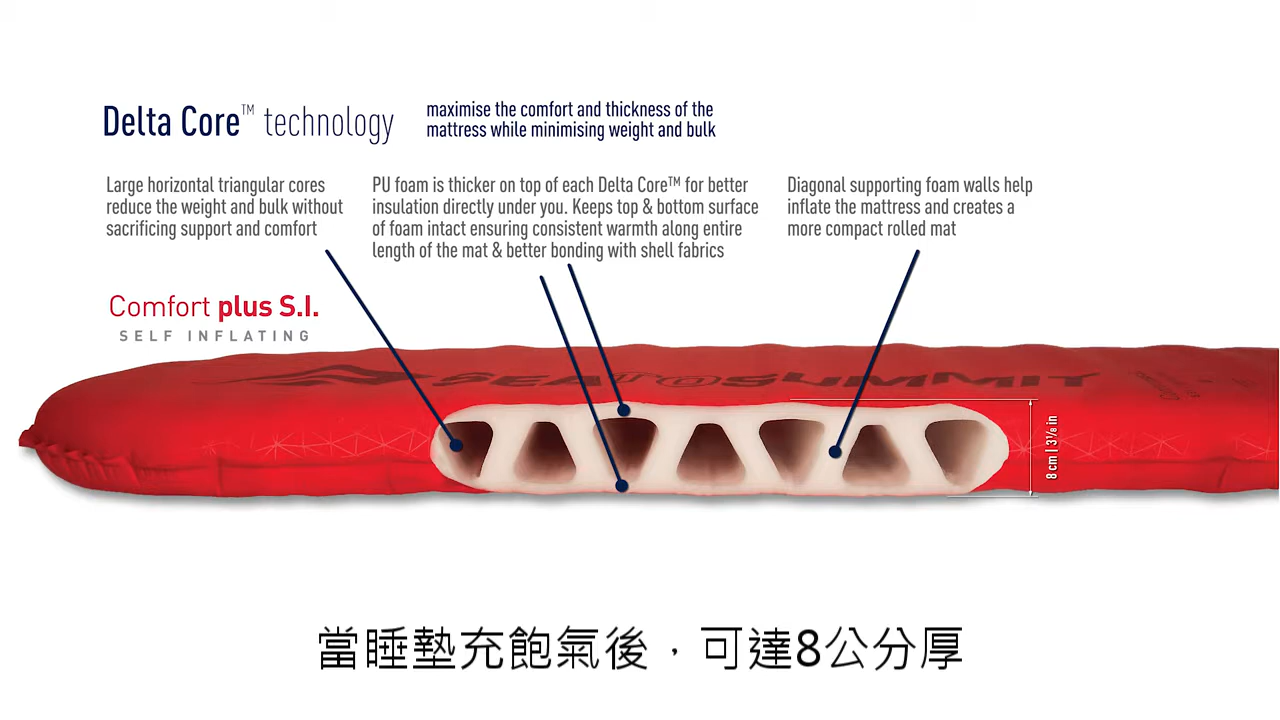 Delta Core™ technology
maximise the comfort and thickness of the
mattress while minimising weight and bulk
Large horizontal triangular cores
reduce the weight and bulk without
sacrificing support and comfort
PU foam is thicker on top of each Delta Core™ for better
insulation directly under you. Keeps top & bottom surface
of foam intact ensuring consistent warmth along entire
length of the mat & better bonding with shell fabrics
Diagonal supporting foam walls help
inflate the mattress and creates a
more compact rolled mat
Comfort plus S.I.
SELF INFLATING
SEA TO SUMMIT
8 cm | 3⅛ in
當睡墊充飽氣後，可達8公分厚